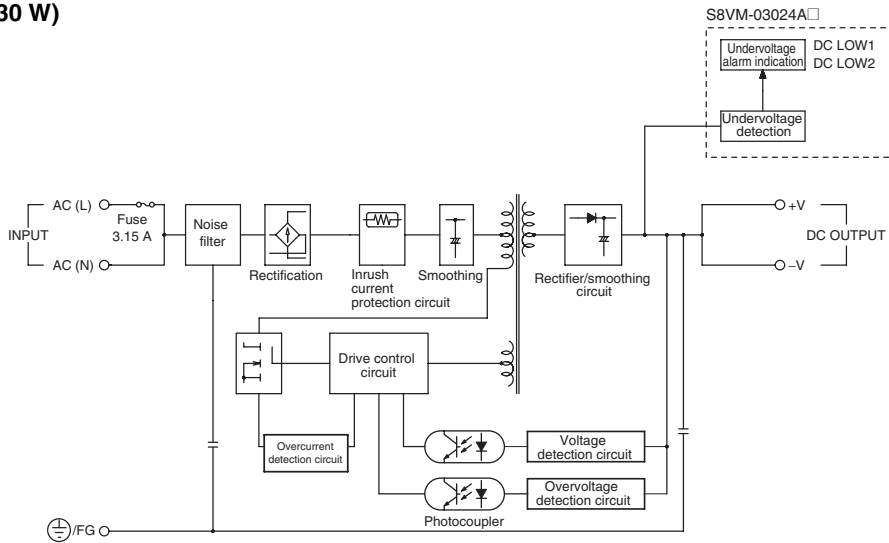 30 W)
S8VM-03024A□
Undervoltage
alarm indication
DC LOW1
DC LOW2
Undervoltage
detection
INPUT
AC (L)
AC (N)
Fuse
3.15 A
Noise
filter
Rectification
Inrush
current
protection circuit
Smoothing
Rectifier/smoothing
circuit
+V
–V
DC OUTPUT
Drive control
circuit
Overcurrent
detection circuit
Voltage
detection circuit
Overvoltage
detection circuit
Photocoupler
/FG